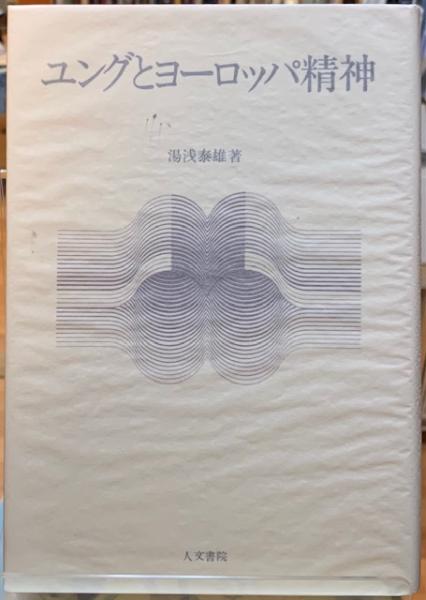 ユングとヨーロッパ精神
湯浅泰雄著
人文書院